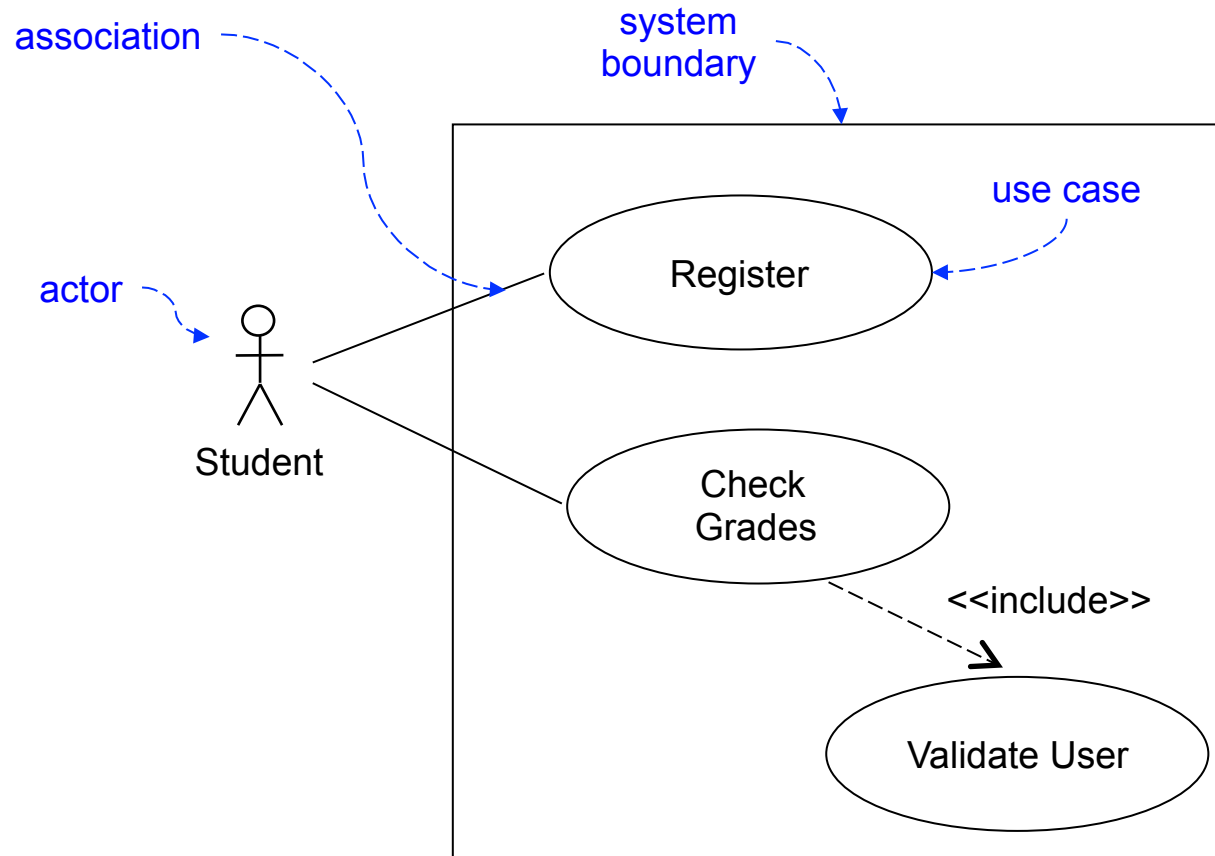 association
system
boundary
use case
Register
actor
Student
Check
Grades
<<include>>
Validate User